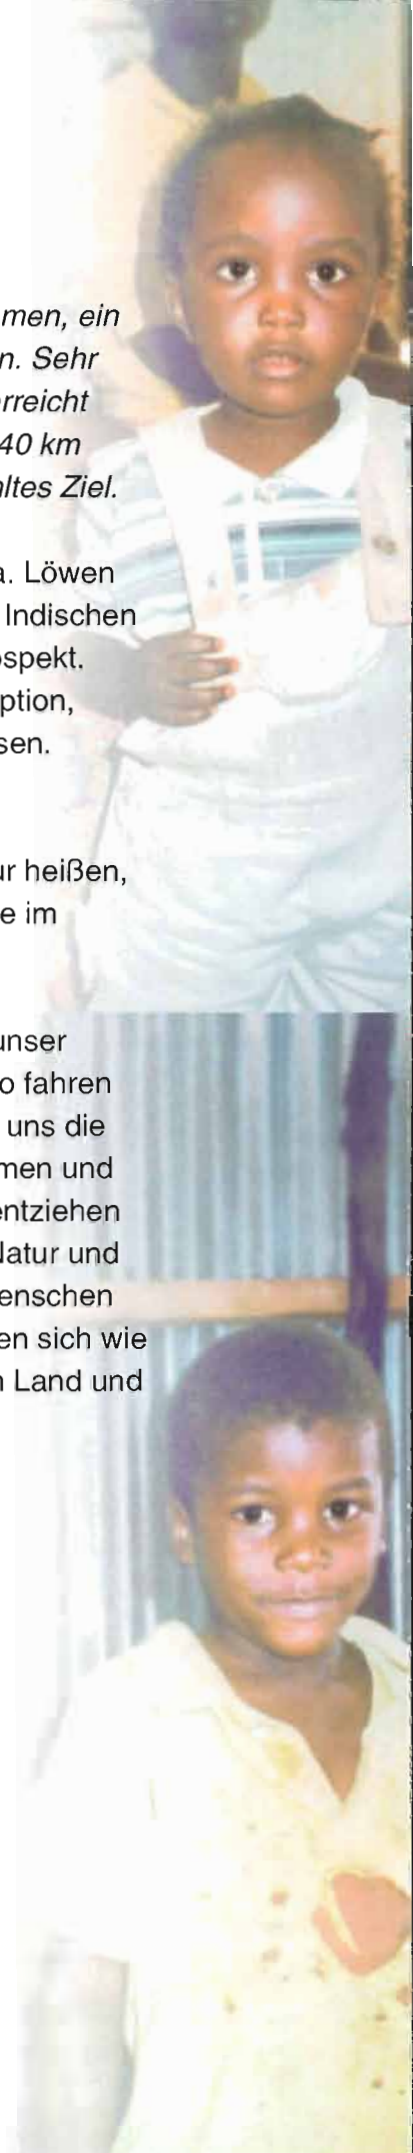 men, ein
n. Sehr
rreicht
40 km
ltes Ziel.
a. Löwen
Indischen
spekt.
ption,
sen.
ur heißen,
e im
unser
o fahren
uns die
men und
entziehen
Natur und
enschen
en sich wie
n Land und